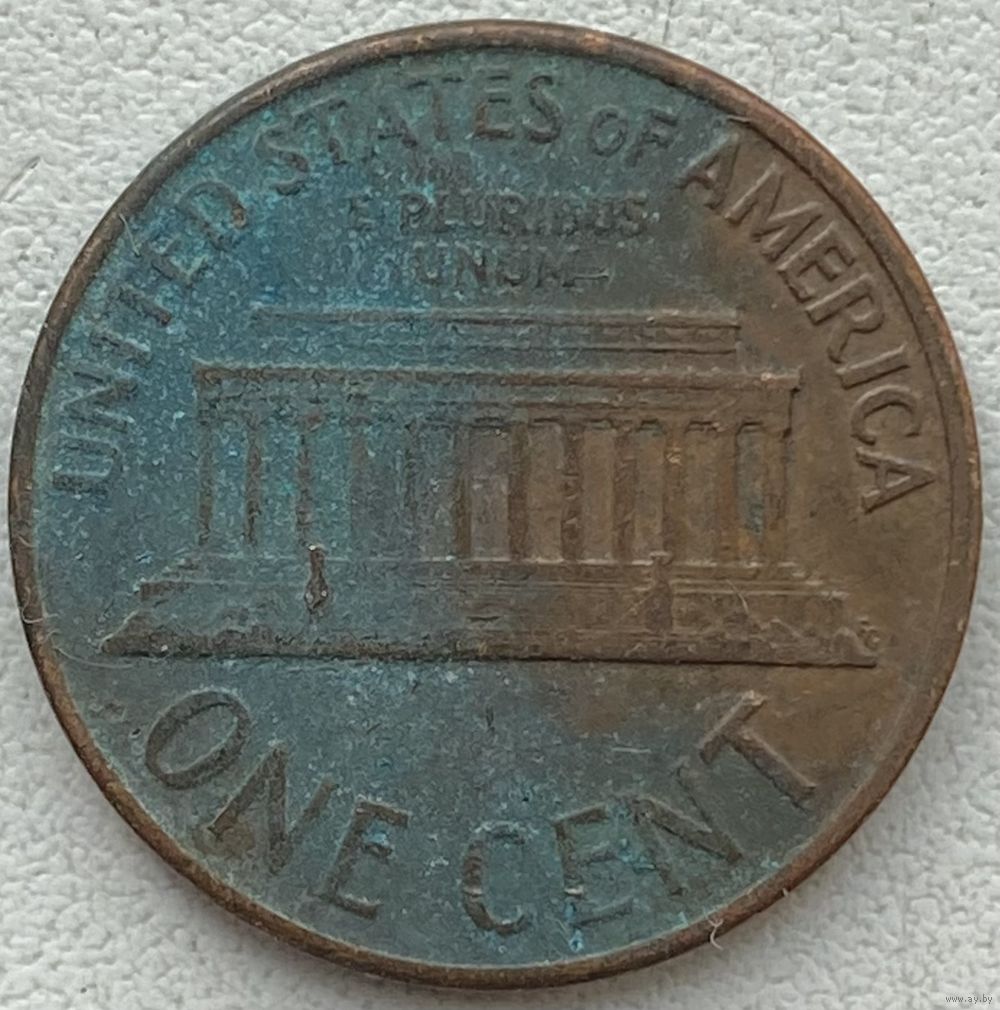 UNITED STATES OF AMERICA
E PLURIBUS
UNUM
ONE CENT
www.ay.by